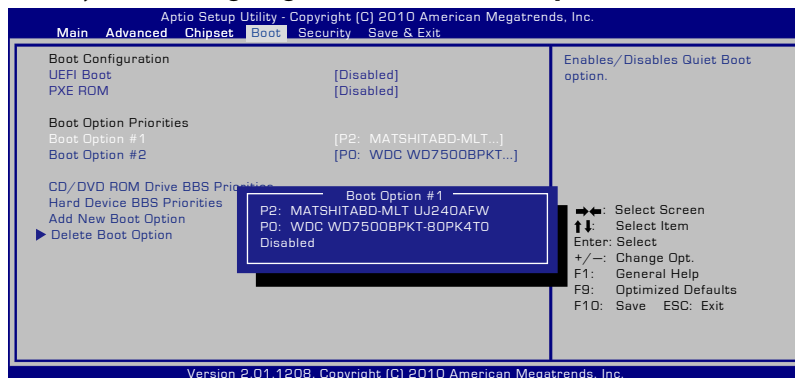 Aptio Setup Utility - Copyright (C) 2010 American Megatrends, Inc.
Main Advanced Chipset Boot Security Save & Exit
Boot Configuration
UEFI Boot [Disabled]
PXE ROM [Disabled]
Boot Option Priorities
Boot Option #1 [P2: MATSHITABD-MLT...]
Boot Option #2 [P0: WDC WD7500BPKT...]
CD/DVD ROM Drive BBS Priorities
Hard Device BBS Priorities
Add New Boot Option
Delete Boot Option
Boot Option #1
P2: MATSHITABD-MLT UJ240AFW
P0: WDC WD7500BPKT-80PK4T0
Disabled
Enables/Disables Quiet Boot
option.
→←: Select Screen
↑↓: Select Item
Enter: Select
+/—: Change Opt.
F1: General Help
F9: Optimized Defaults
F10: Save ESC: Exit
Version 2.01.1208. Copyright (C) 2010 American Megatrends, Inc.